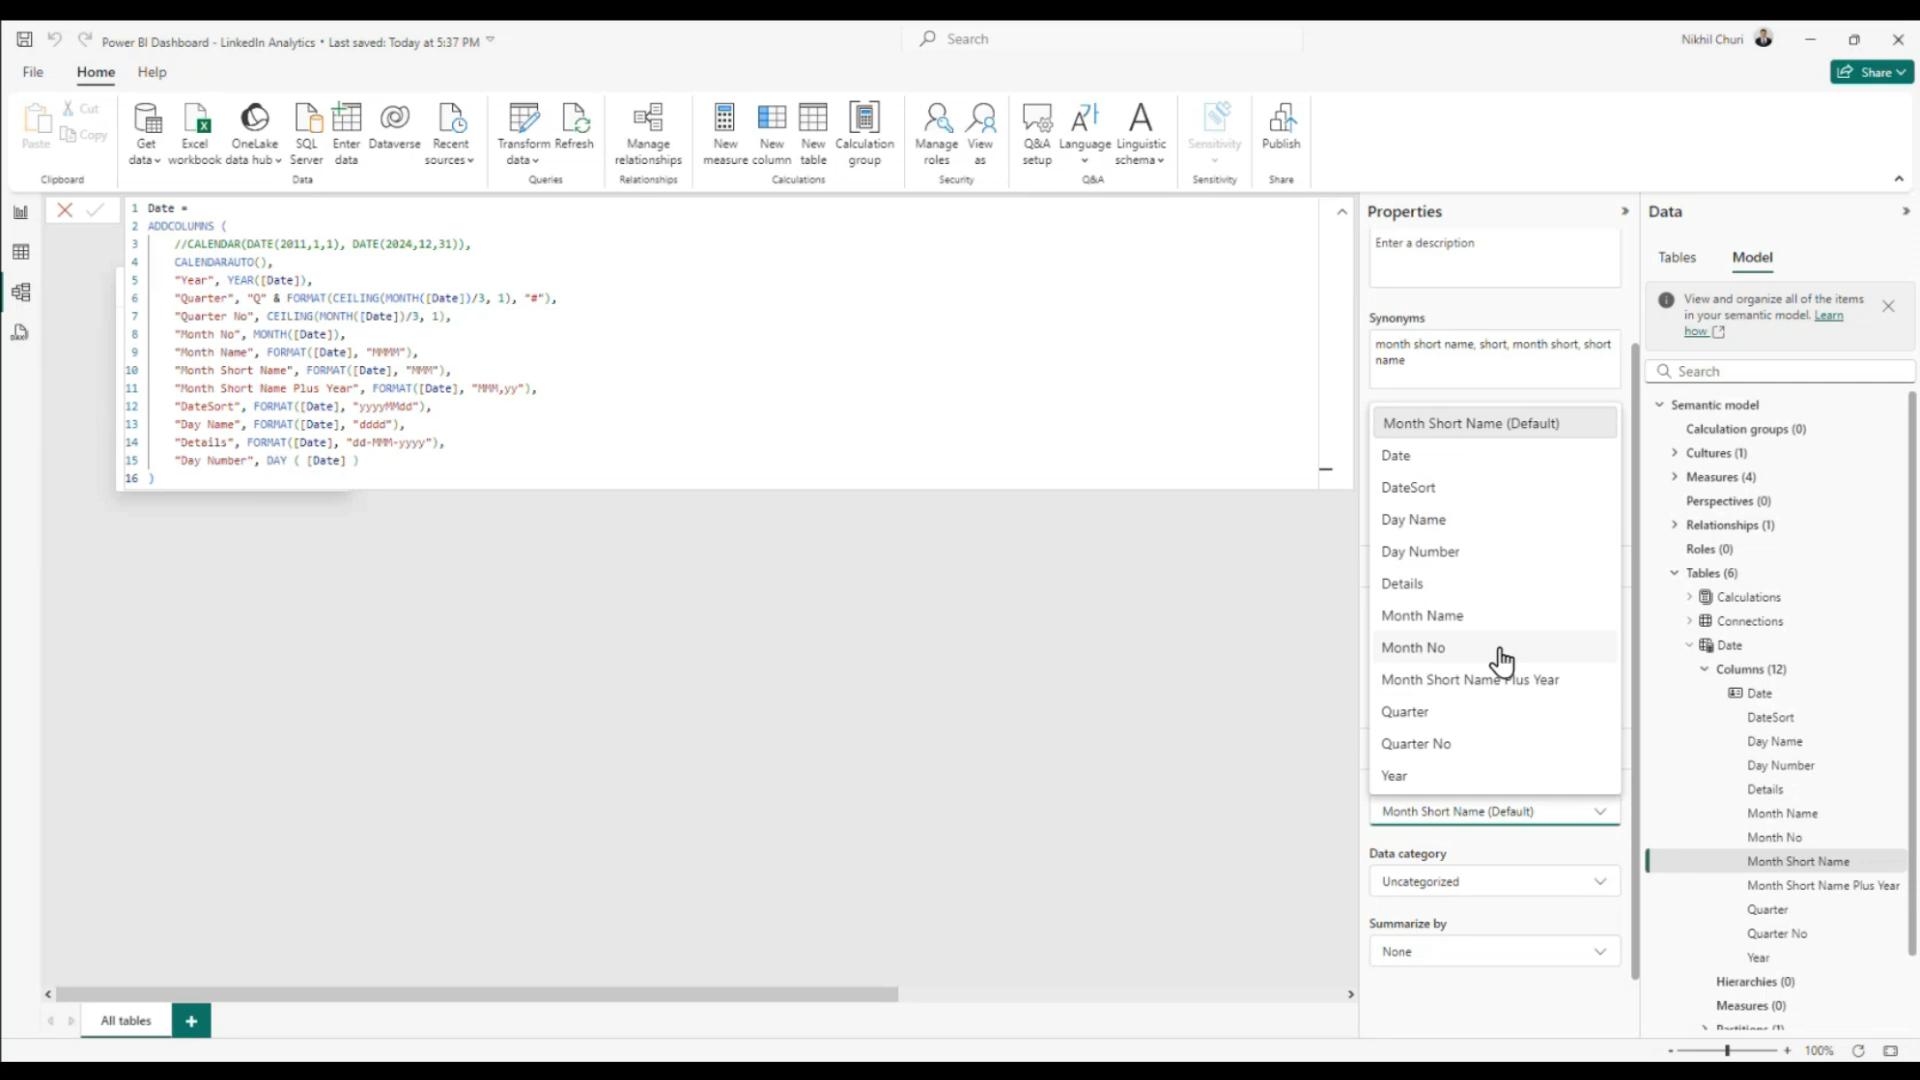 Power BI Dashboard - LinkedIn Analytics • Last saved: Today at 5:37 PM
Search
Nikhil Churi
File
Home
Help
Share
Paste
Cut
Copy
Clipboard
Get data
Excel workbook
OneLake data hub
SQL Server
Enter data
Dataverse
Recent sources
Data
Transform data
Refresh
Queries
Manage relationships
Relationships
New measure
New column
New table
Calculation group
Calculations
Manage roles
View as
Security
Q&A setup
Language
Linguistic schema
Q&A
Sensitivity
Sensitivity
Publish
Share
1 Date =
2 ADDCOLUMNS (
3 //CALENDAR(DATE(2011,1,1), DATE(2024,12,31)),
4 CALENDARAUTO(),
5 "Year", YEAR([Date]),
6 "Quarter", "Q" & FORMAT(CEILING(MONTH([Date])/3, 1), "#"),
7 "Quarter No", CEILING(MONTH([Date])/3, 1),
8 "Month No", MONTH([Date]),
9 "Month Name", FORMAT([Date], "MMMM"),
10 "Month Short Name", FORMAT([Date], "MMM"),
11 "Month Short Name Plus Year", FORMAT([Date], "MMM,yy"),
12 "DateSort", FORMAT([Date], "yyyyMMdd"),
13 "Day Name", FORMAT([Date], "dddd"),
14 "Details", FORMAT([Date], "dd-MMM-yyyy"),
15 "Day Number", DAY ( [Date] )
16 )
Properties
Enter a description
Synonyms
month short name, short, month short, short
name
Month Short Name (Default)
Date
DateSort
Day Name
Day Number
Details
Month Name
Month No
Month Short Name Plus Year
Quarter
Quarter No
Year
Month Short Name (Default)
Data category
Uncategorized
Summarize by
None
Data
Tables
Model
View and organize all of the items
in your semantic model. Learn
how
Search
Semantic model
Calculation groups (0)
Cultures (1)
Measures (4)
Perspectives (0)
Relationships (1)
Roles (0)
Tables (6)
Calculations
Connections
Date
Columns (12)
Date
DateSort
Day Name
Day Number
Details
Month Name
Month No
Month Short Name
Month Short Name Plus Year
Quarter
Quarter No
Year
Hierarchies (0)
Measures (0)
Partitions (1)
All tables
+
- + 100%